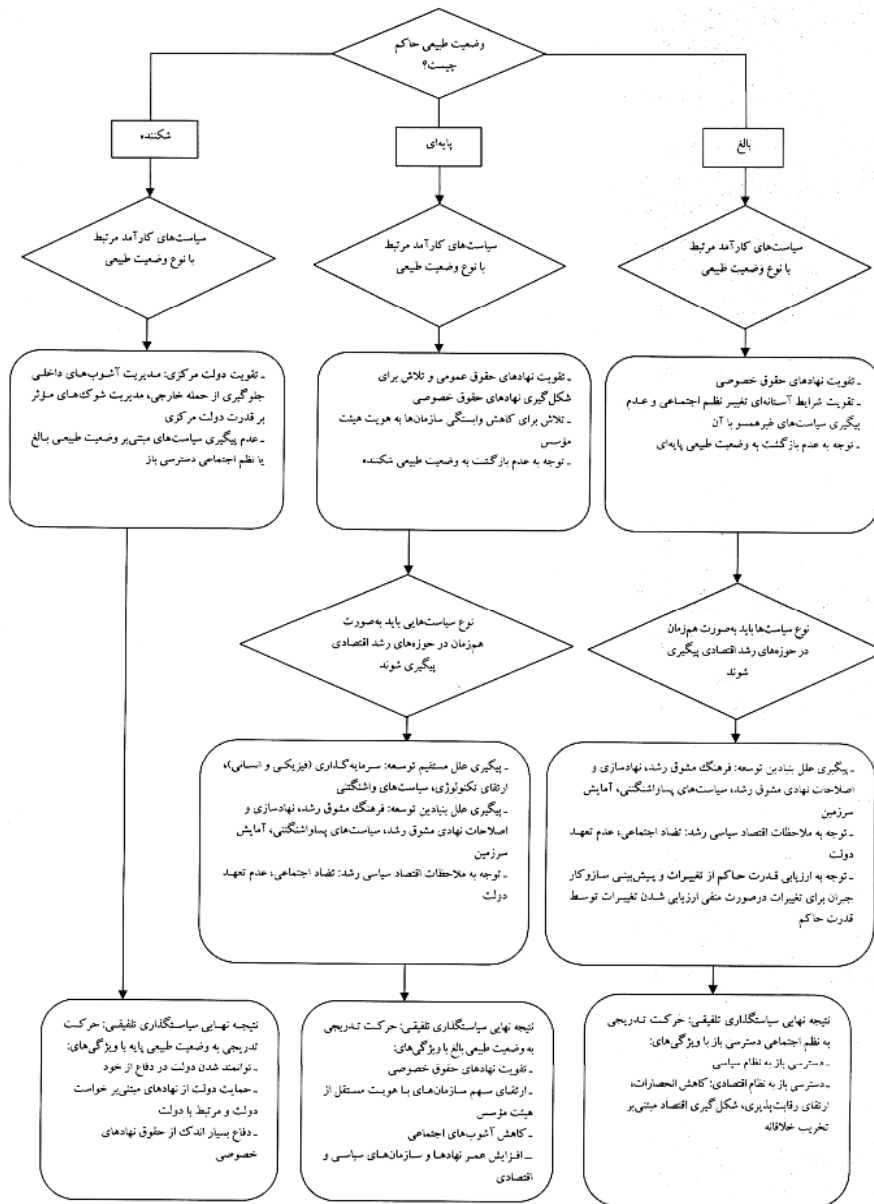 وضعیت طبیعی حاکم
چیست؟
بالغ
پایه‌ای
شکننده
سیاست‌های کارآمد مرتبط
با نوع وضعیت طبیعی
سیاست‌های کارآمد مرتبط
با نوع وضعیت طبیعی
سیاست‌های کارآمد مرتبط
با نوع وضعیت طبیعی
ـ تقویت نهادهای حقوق خصوصی
ـ تقویت شرایط آستانه‌ای تغییر نظم اجتماعی و عدم
پیگیری سیاست‌های غیرهمسو با آن
ـ توجه به عدم بازگشت به وضعیت طبیعی پایه‌ای
ـ تقویت نهادهای حقوق عمومی و تلاش برای
شکل‌گیری نهادهای حقوق خصوصی
ـ تلاش برای کاهش وابستگی سازمان‌ها به هویت هیئت
مؤسس
ـ توجه به عدم بازگشت به وضعیت طبیعی شکننده
ـ تقویت دولت مرکزی: مدیریت آشوب‌های داخلی
جلوگیری از حمله خارجی، مدیریت شوک‌های مؤثر
بر قدرت دولت مرکزی
ـ عدم پیگیری سیاست‌های مبتنی‌بر وضعیت طبیعی بالغ
یا نظم اجتماعی دسترسی باز
نوع سیاست‌ها باید به‌صورت هم‌زمان
در حوزه‌های رشد اقتصادی پیگیری
شوند
نوع سیاست‌هایی باید به‌صورت
هم‌زمان در حوزه‌های رشد اقتصادی
پیگیری شوند
ـ پیگیری علل بنیادین توسعه: فرهنگ مشوق رشد، نهادسازی و
اصلاحات نهادی مشوق رشد، سیاست‌های پساواشنگتنی، آمایش
سرزمین
ـ توجه به ملاحظات اقتصاد سیاسی رشد: تضاد اجتماعی، عدم تعهد
دولت
ـ توجه به ارزیابی قدرت حاکم از تغییرات و پیش‌بینی سازوکار
جبران برای تغییرات درصورت منفی ارزیابی شدن تغییرات توسط
قدرت حاکم
ـ پیگیری علل مستقیم توسعه: سرمایه‌گذاری (فیزیکی و انسانی)،
ارتقای تکنولوژی، سیاست‌های واشنگتنی
ـ پیگیری علل بنیادین توسعه: فرهنگ مشوق رشد، نهادسازی و
اصلاحات نهادی مشوق رشد، سیاست‌های پساواشنگتنی، آمایش
سرزمین
ـ توجه به ملاحظات اقتصاد سیاسی رشد: تضاد اجتماعی، عدم تعهد
دولت
نتیجه نهایی سیاستگذاری تلفیقی: حرکت تدریجی
به نظم اجتماعی دسترسی باز با ویژگی‌های:
ـ دسترسی باز به نظام سیاسی
ـ دسترسی باز به نظام اقتصادی: کاهش انحصارات،
ارتقای رقابت‌پذیری، شکل‌گیری اقتصاد مبتنی‌بر
تخریب خلاقانه
نتیجه نهایی سیاستگذاری تلفیقی: حرکت تدریجی
به وضعیت طبیعی بالغ با ویژگی‌های:
ـ تقویت نهادهای حقوق خصوصی
ـ ارتقای سهم سازمان‌های با هویت مستقل از
هیئت مؤسس
ـ کاهش آشوب‌های اجتماعی
ـ افزایش عمر نهادها و سازمان‌های سیاسی و
اقتصادی
نتیجه نهایی سیاستگذاری تلفیقی: حرکت
تدریجی به وضعیت طبیعی پایه با ویژگی‌های:
ـ توانمند شدن دولت در دفاع از خود
ـ حمایت دولت از نهادهای مبتنی‌بر خواست
دولت و مرتبط با دولت
ـ دفاع بسیار اندک از حقوق نهادهای
خصوصی